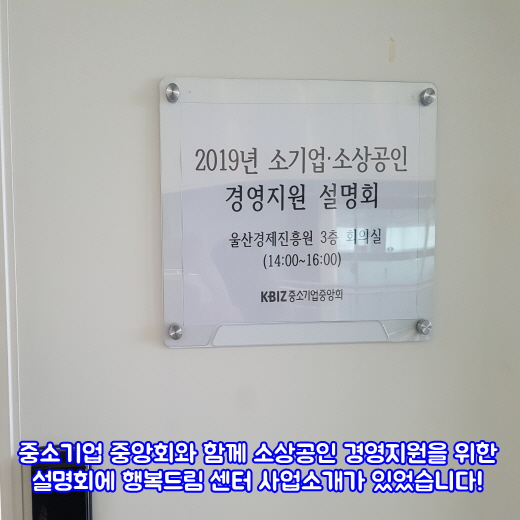 2019년 소기업·소상공인
경영지원 설명회
울산경제진흥원 3층 회의실
(14:00~16:00)
KBIZ중소기업중앙회
중소기업 중앙회와 함께 소상공인 경영지원을 위한
설명회에 행복드림 센터 사업소개가 있었습니다!